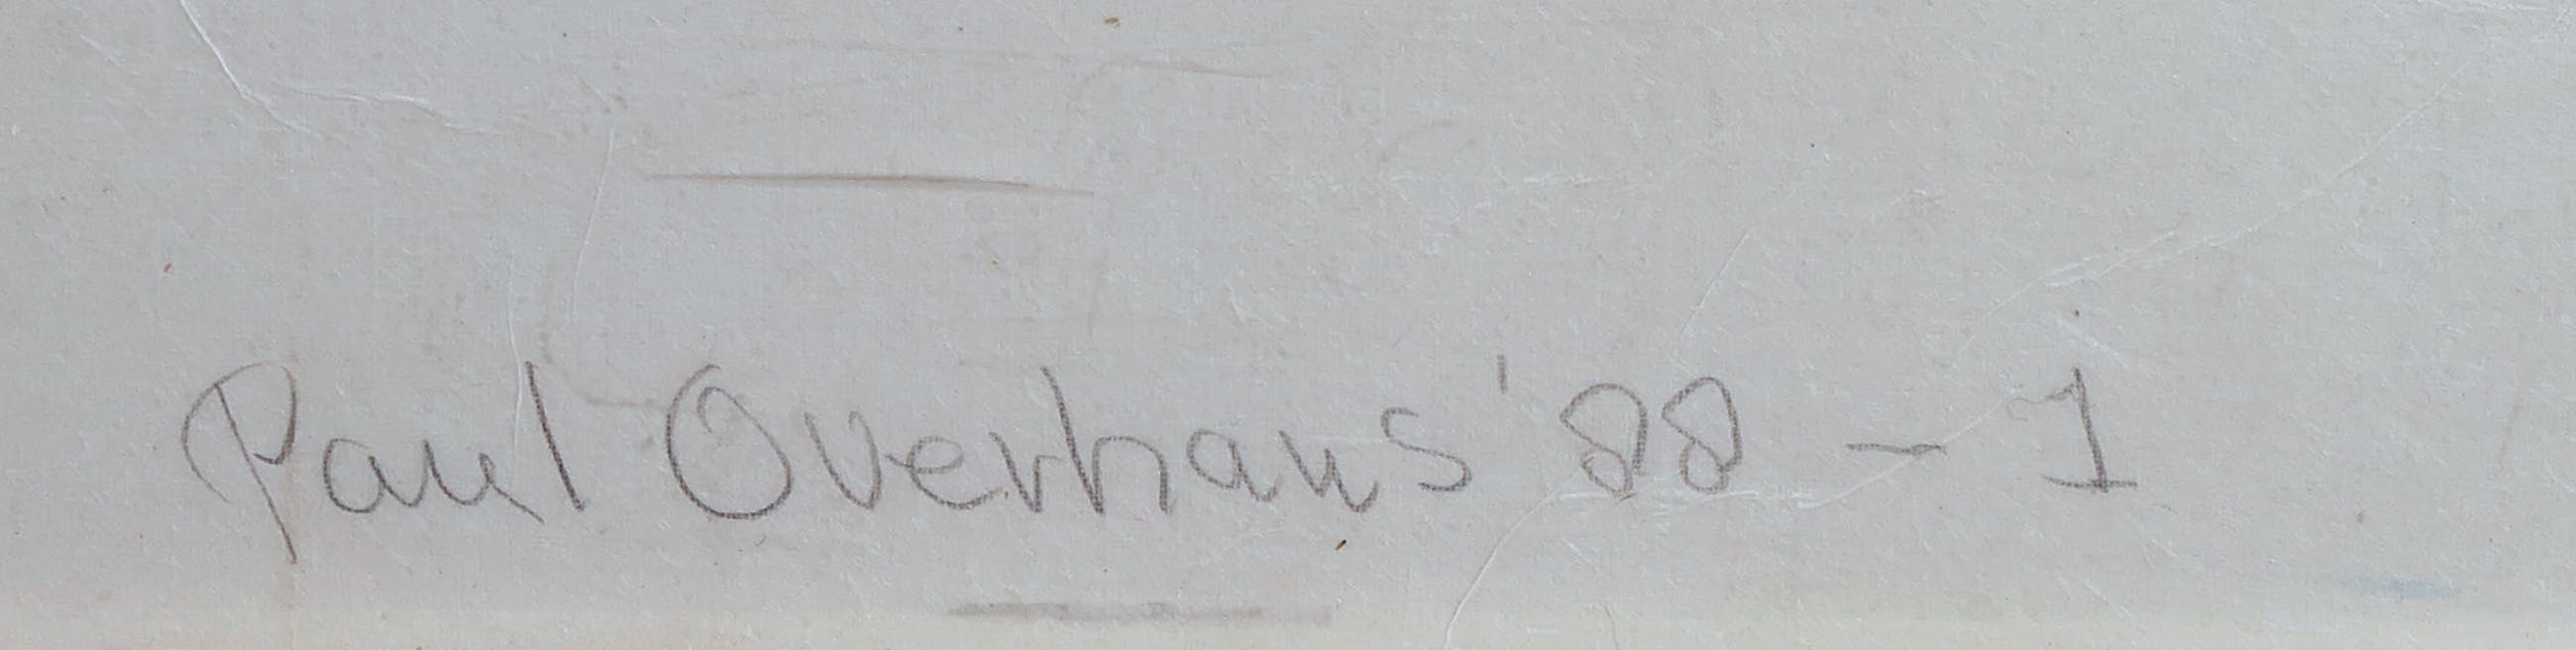 Paul Overhaus '88 - 1